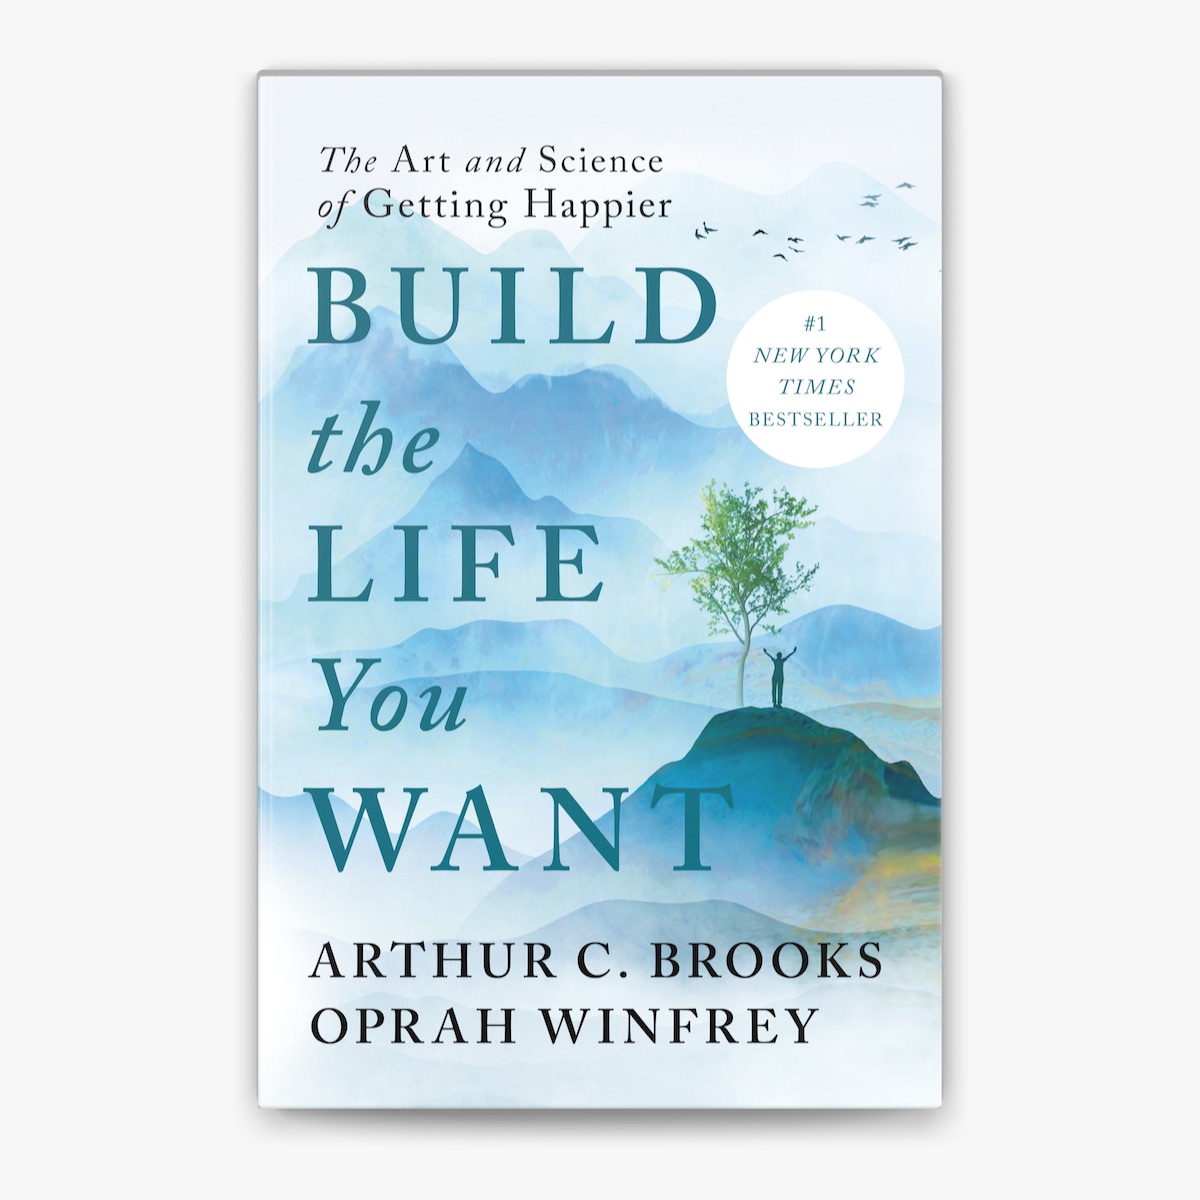 The Art and Science
of Getting Happier
BUILD
the
LIFE
You
WANT
#1
NEW YORK
TIMES
BESTSELLER
ARTHUR C. BROOKS
OPRAH WINFREY